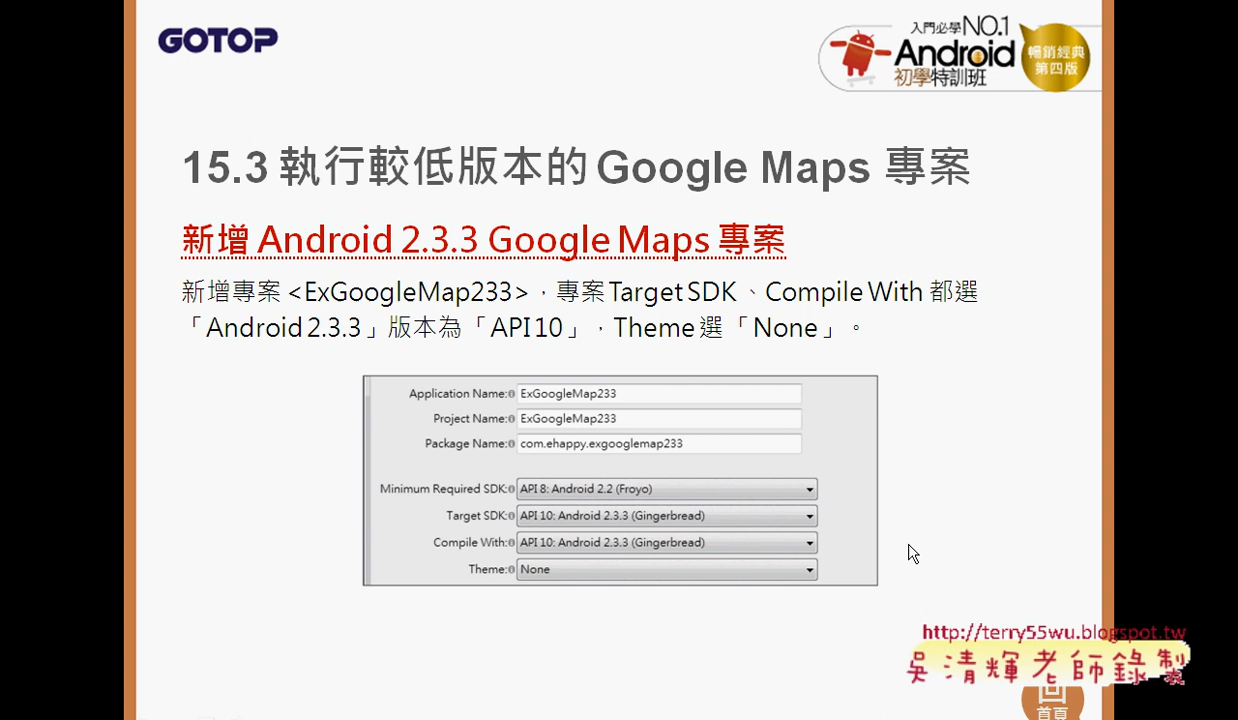 GOTOP
入門必學NO.1
Android
初學特訓班
暢銷經典
第四版
15.3 執行較低版本的 Google Maps 專案
新增 Android 2.3.3 Google Maps 專案
新增專案 <ExGoogleMap233>，專案 Target SDK 、Compile With 都選
「Android 2.3.3」版本為「API 10」，Theme 選「None」。
Application Name: ExGoogleMap233
Project Name: ExGoogleMap233
Package Name: com.ehappy.exgooglemap233
Minimum Required SDK: API 8: Android 2.2 (Froyo)
Target SDK: API 10: Android 2.3.3 (Gingerbread)
Compile With: API 10: Android 2.3.3 (Gingerbread)
Theme: None
http://terry55wu.blogspot.tw
吳清輝老師錄製
回
首頁